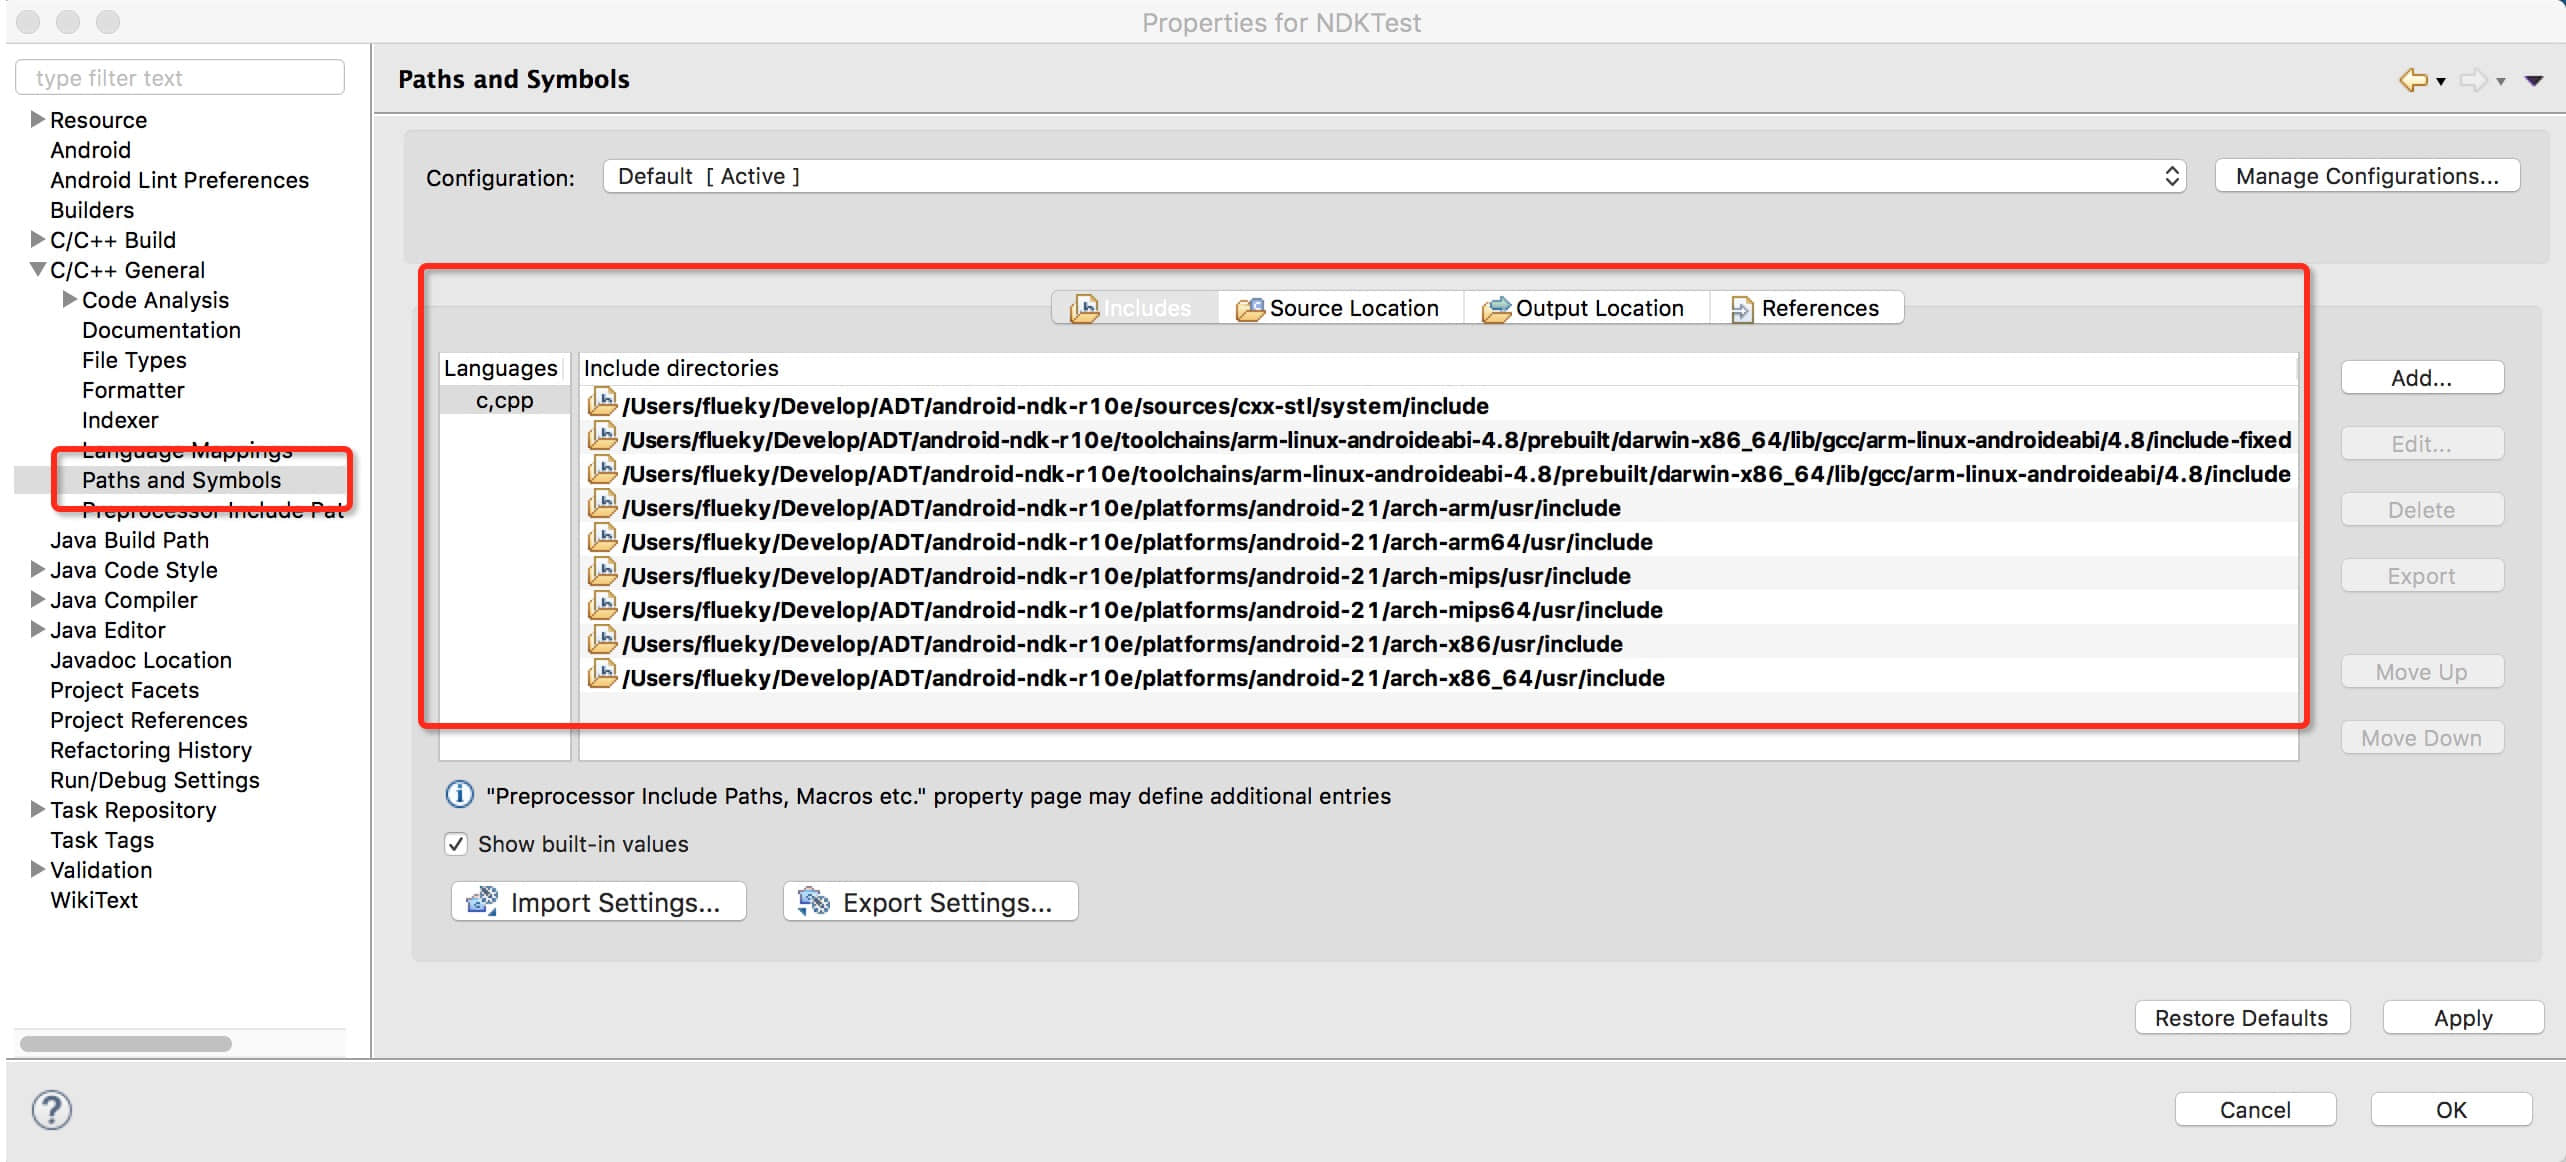 Properties for NDKTest
type filter text
Resource
Android
Android Lint Preferences
Builders
C/C++ Build
C/C++ General
Code Analysis
Documentation
File Types
Formatter
Indexer
Language Mappings
Paths and Symbols
Preprocessor Include Pat
Java Build Path
Java Code Style
Java Compiler
Java Editor
Javadoc Location
Project Facets
Project References
Refactoring History
Run/Debug Settings
Task Repository
Task Tags
Validation
WikiText
Paths and Symbols
Configuration: Default [ Active ] Manage Configurations...
Includes Source Location Output Location References
Languages Include directories
c,cpp
/Users/flueky/Develop/ADT/android-ndk-r10e/sources/cxx-stl/system/include
/Users/flueky/Develop/ADT/android-ndk-r10e/toolchains/arm-linux-androideabi-4.8/prebuilt/darwin-x86_64/lib/gcc/arm-linux-androideabi/4.8/include-fixed
/Users/flueky/Develop/ADT/android-ndk-r10e/toolchains/arm-linux-androideabi-4.8/prebuilt/darwin-x86_64/lib/gcc/arm-linux-androideabi/4.8/include
/Users/flueky/Develop/ADT/android-ndk-r10e/platforms/android-21/arch-arm/usr/include
/Users/flueky/Develop/ADT/android-ndk-r10e/platforms/android-21/arch-arm64/usr/include
/Users/flueky/Develop/ADT/android-ndk-r10e/platforms/android-21/arch-mips/usr/include
/Users/flueky/Develop/ADT/android-ndk-r10e/platforms/android-21/arch-mips64/usr/include
/Users/flueky/Develop/ADT/android-ndk-r10e/platforms/android-21/arch-x86/usr/include
/Users/flueky/Develop/ADT/android-ndk-r10e/platforms/android-21/arch-x86_64/usr/include
Add...
Edit...
Delete
Export
Move Up
Move Down
"Preprocessor Include Paths, Macros etc." property page may define additional entries
Show built-in values
Import Settings... Export Settings...
Restore Defaults Apply
Cancel OK